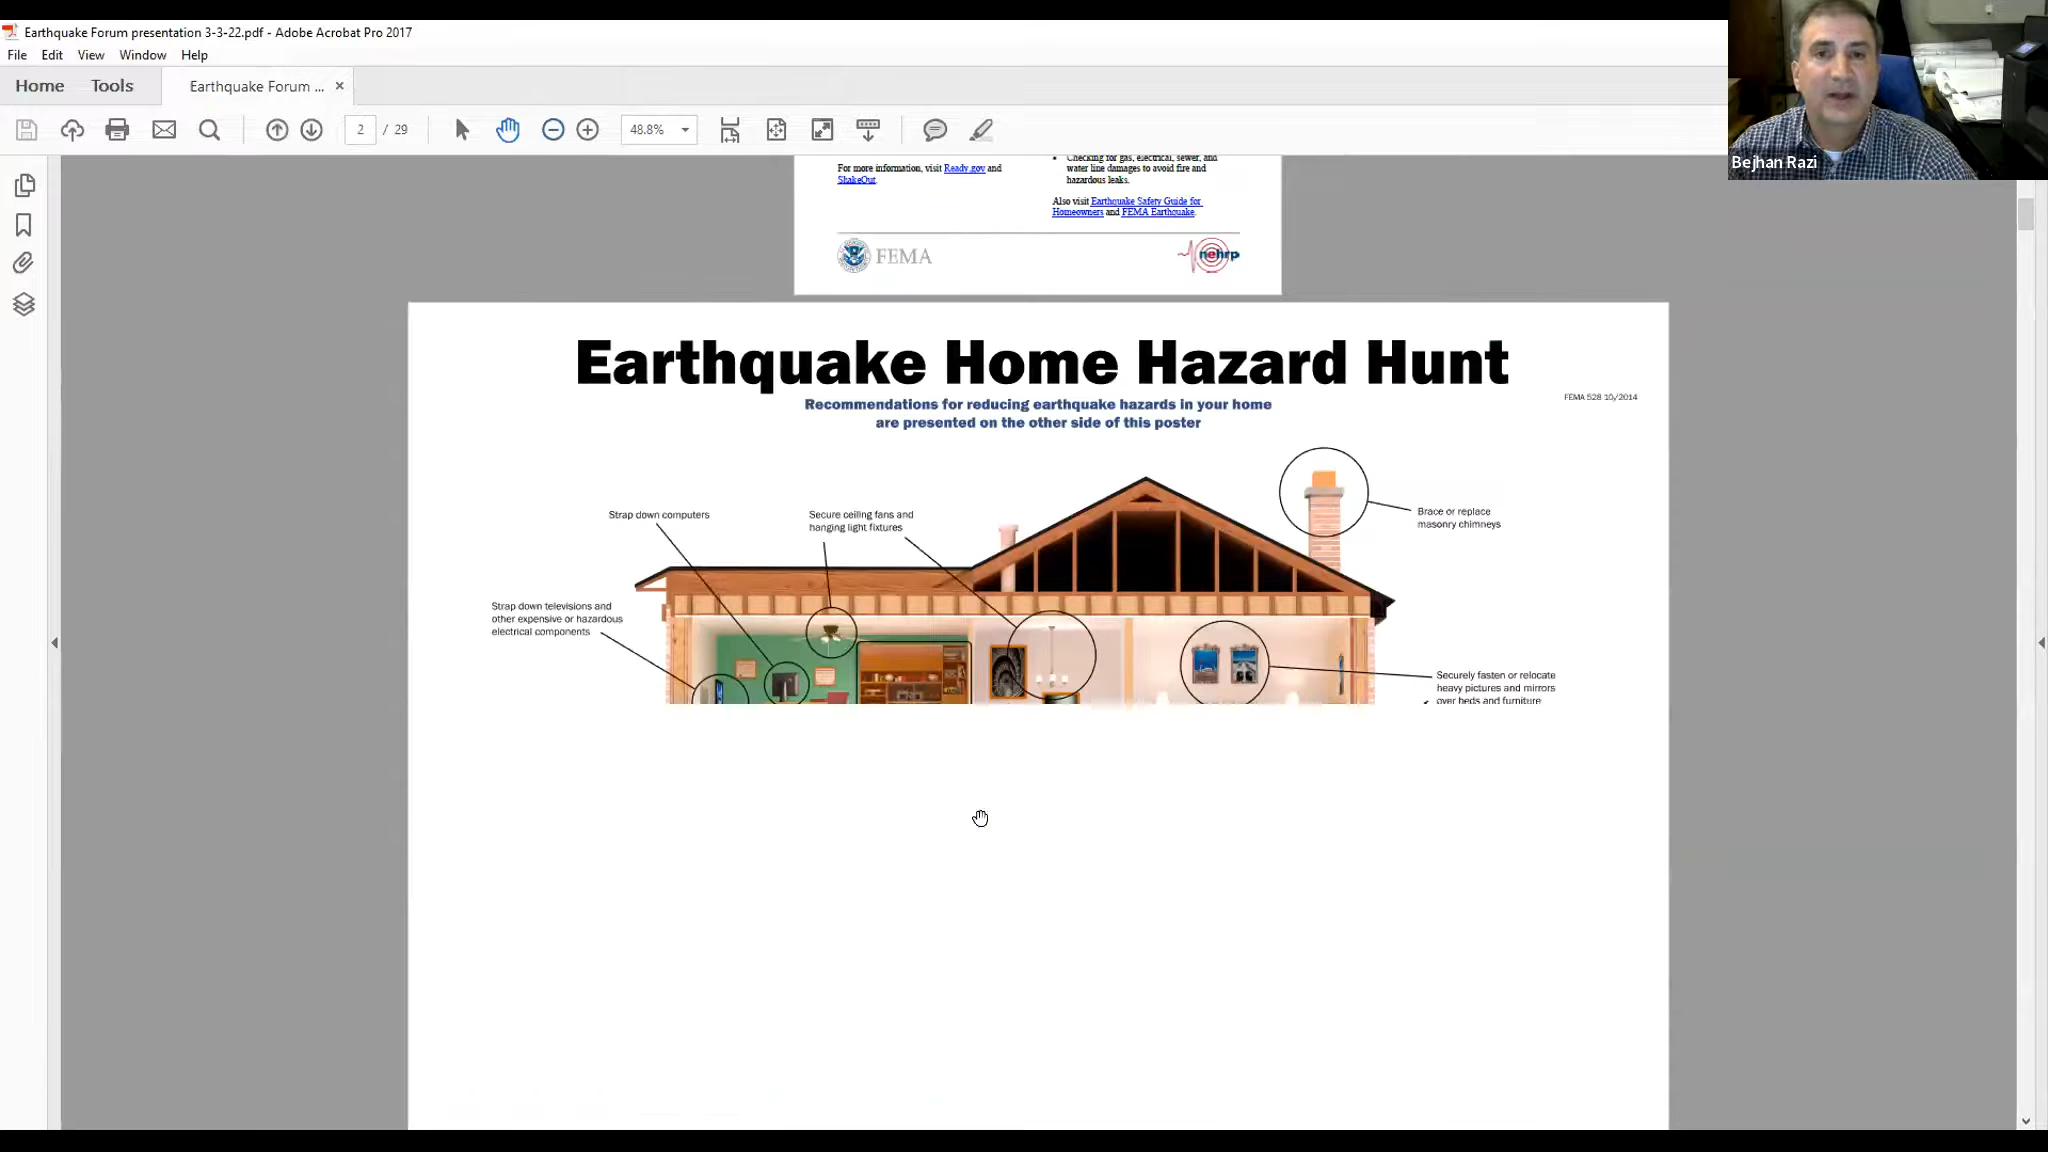 Earthquake Forum presentation 3-3-22.pdf - Adobe Acrobat Pro 2017
File Edit View Window Help
Home Tools Earthquake Forum ... ×
2 / 29 48.8%
Bejhan Razi
For more information, visit Ready.gov and
ShakeOut.
• Checking for gas, electrical, sewer, and
water line damages to avoid fire and
hazardous leaks.
Also visit Earthquake Safety Guide for
Homeowners and FEMA Earthquake.
FEMA
nehrp
Earthquake Home Hazard Hunt
FEMA 528 10/2014
Recommendations for reducing earthquake hazards in your home
are presented on the other side of this poster
Strap down computers
Secure ceiling fans and
hanging light fixtures
Brace or replace
masonry chimneys
Strap down televisions and
other expensive or hazardous
electrical components
Securely fasten or relocate
heavy pictures and mirrors
over beds and furniture